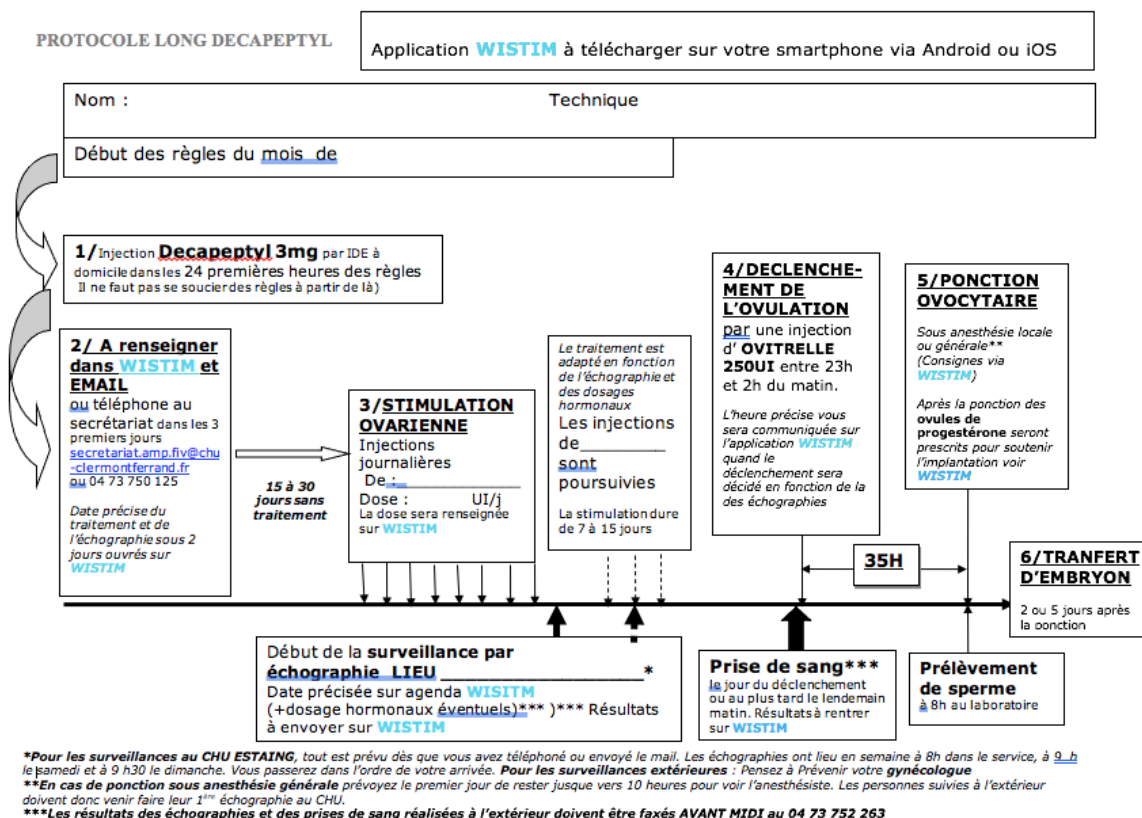 PROTOCOLE LONG DECAPEPTYL
Application WISTIM à télécharger sur votre smartphone via Android ou iOS
Nom : Technique
Début des règles du mois de
1/Injection Decapeptyl 3mg par IDE à
domicile dans les 24 premières heures des règles
Il ne faut pas se soucier des règles à partir de là)
2/ A renseigner
dans WISTIM et
EMAIL
ou téléphone au
secrétariat dans les 3
premiers jours
secretariat.amp.fiv@chu
-clermontferrand.fr
ou 04 73 750 125
Date précise du
traitement et de
l'échographie sous 2
jours ouvrés sur
WISTIM
15 à 30
jours sans
traitement
3/STIMULATION
OVARIENNE
Injections
journalières
De : _______________
Dose : UI/j
La dose sera renseignée
sur WISTIM
Le traitement est
adapté en fonction
de l'échographie et
des dosages
hormonaux
Les injections
de__________
sont
poursuivies
La stimulation dure
de 7 à 15 jours
4/DECLENCHE-
MENT DE
L'OVULATION
par une injection
d' OVITRELLE
250UI entre 23h
et 2h du matin.
L'heure précise vous
sera communiquée sur
l'application WISTIM
quand le
déclenchement sera
décidé en fonction de la
des échographies
5/PONCTION
OVOCYTAIRE
Sous anesthésie locale
ou générale**
(Consignes via
WISTIM)
Après la ponction des
ovules de
progestérone seront
prescrits pour soutenir
l'implantation voir
WISTIM
35H
6/TRANFERT
D'EMBRYON
2 ou 5 jours après
la ponction
Début de la surveillance par
échographie LIEU ____________________*
Date précisée sur agenda WISITM
(+dosage hormonaux éventuels)*** )*** Résultats
à envoyer sur WISTIM
Prise de sang***
le jour du déclenchement
ou au plus tard le lendemain
matin. Résultats à rentrer
sur WISTIM
Prélèvement
de sperme
à 8h au laboratoire
*Pour les surveillances au CHU ESTAING, tout est prévu dès que vous avez téléphoné ou envoyé le mail. Les échographies ont lieu en semaine à 8h dans le service, à 9 h
le samedi et à 9 h30 le dimanche. Vous passerez dans l'ordre de votre arrivée. Pour les surveillances extérieures : Pensez à Prévenir votre gynécologue
**En cas de ponction sous anesthésie générale prévoyez le premier jour de rester jusque vers 10 heures pour voir l'anesthésiste. Les personnes suivies à l'extérieur
doivent donc venir faire leur 1ère échographie au CHU.
***Les résultats des échographies et des prises de sang réalisées à l'extérieur doivent être faxés AVANT MIDI au 04 73 752 263